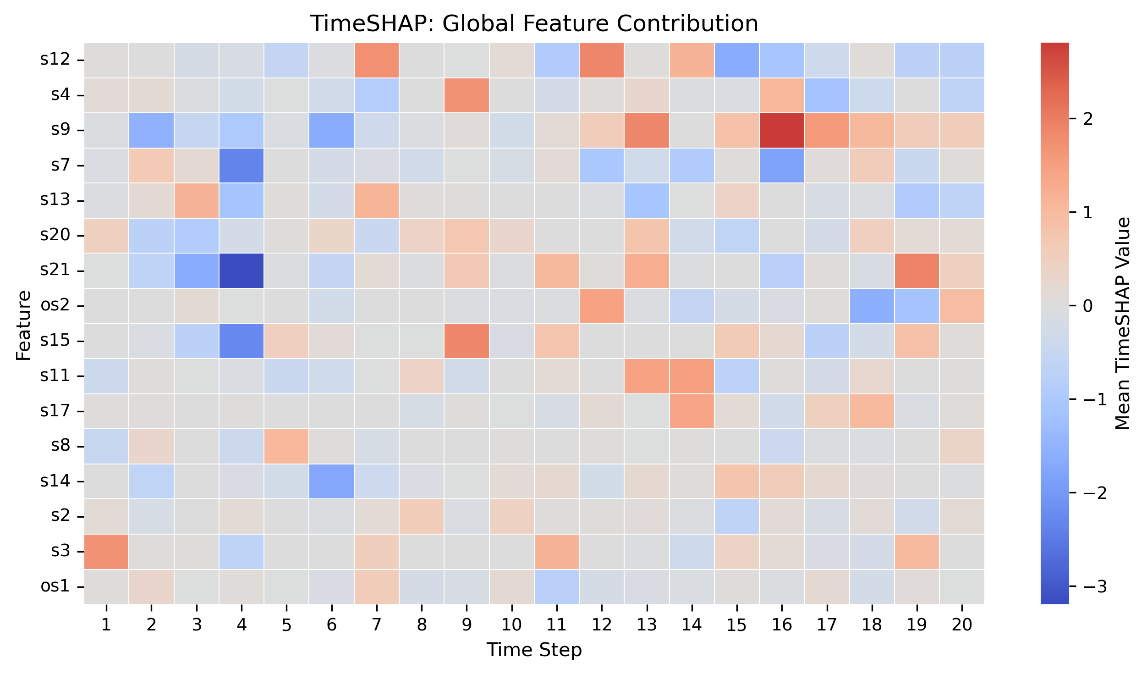 TimeSHAP: Global Feature Contribution
s12
s4
s9
s7
s13
s20
s21
os2
s15
s11
s17
s8
s14
s2
s3
os1
Feature
1 2 3 4 5 6 7 8 9 10 11 12 13 14 15 16 17 18 19 20
Time Step
2
1
0
−1
−2
−3
Mean TimeSHAP Value